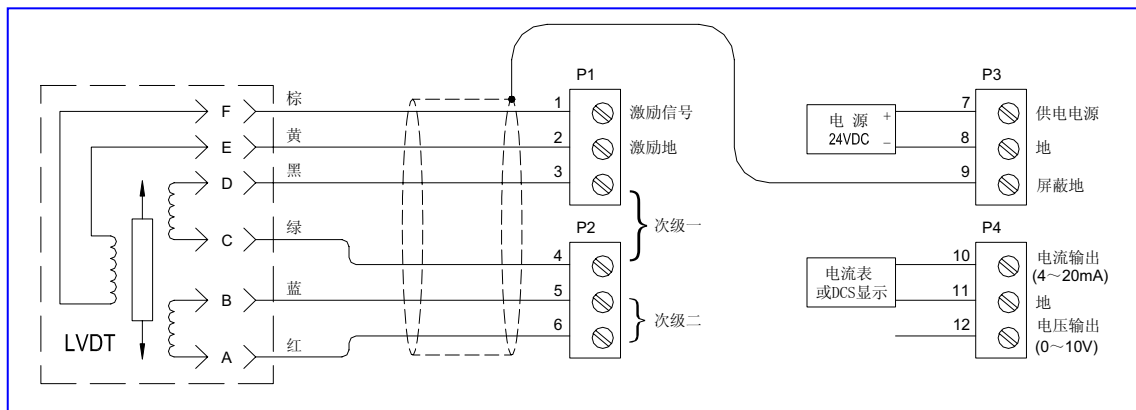 P1
P3
棕
F
1
激励信号
7
供电电源
电 源 + −
24VDC
黄
E
2
激励地
8
地
黑
D
3
9
屏蔽地
次级一
绿
C
P2
P4
4
10
电流输出
(4～20mA)
电流表
或DCS显示
蓝
B
5
11
地
次级二
LVDT
红
A
6
12
电压输出
(0～10V)